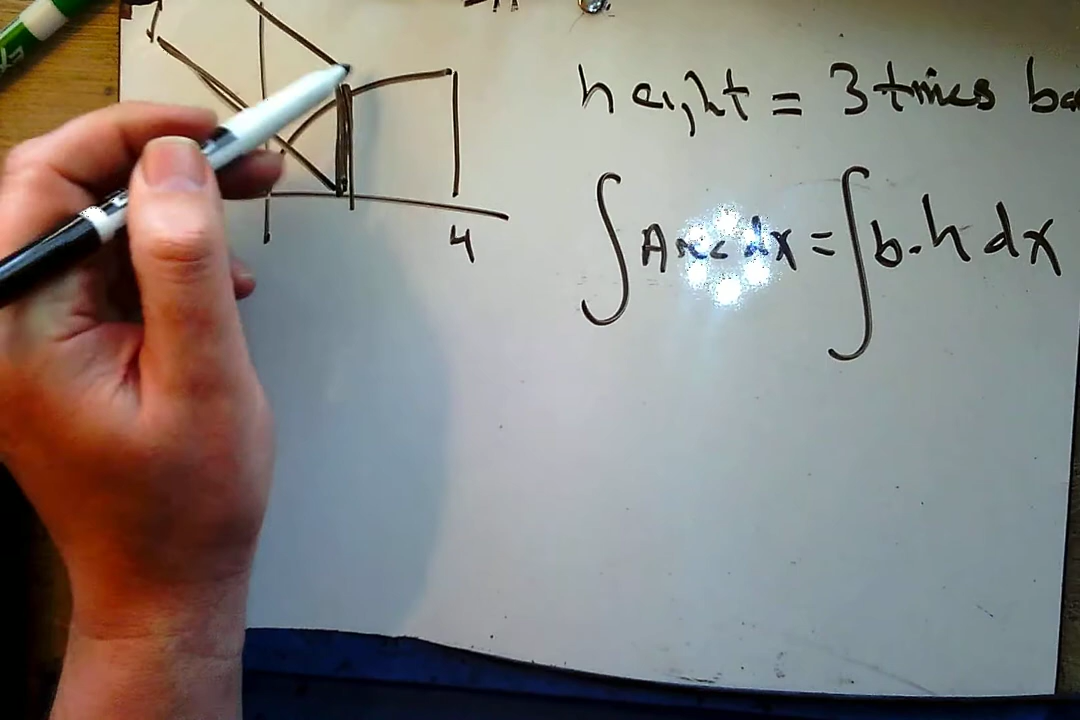 height = 3 times
∫ A dx = ∫ b.h dx
4